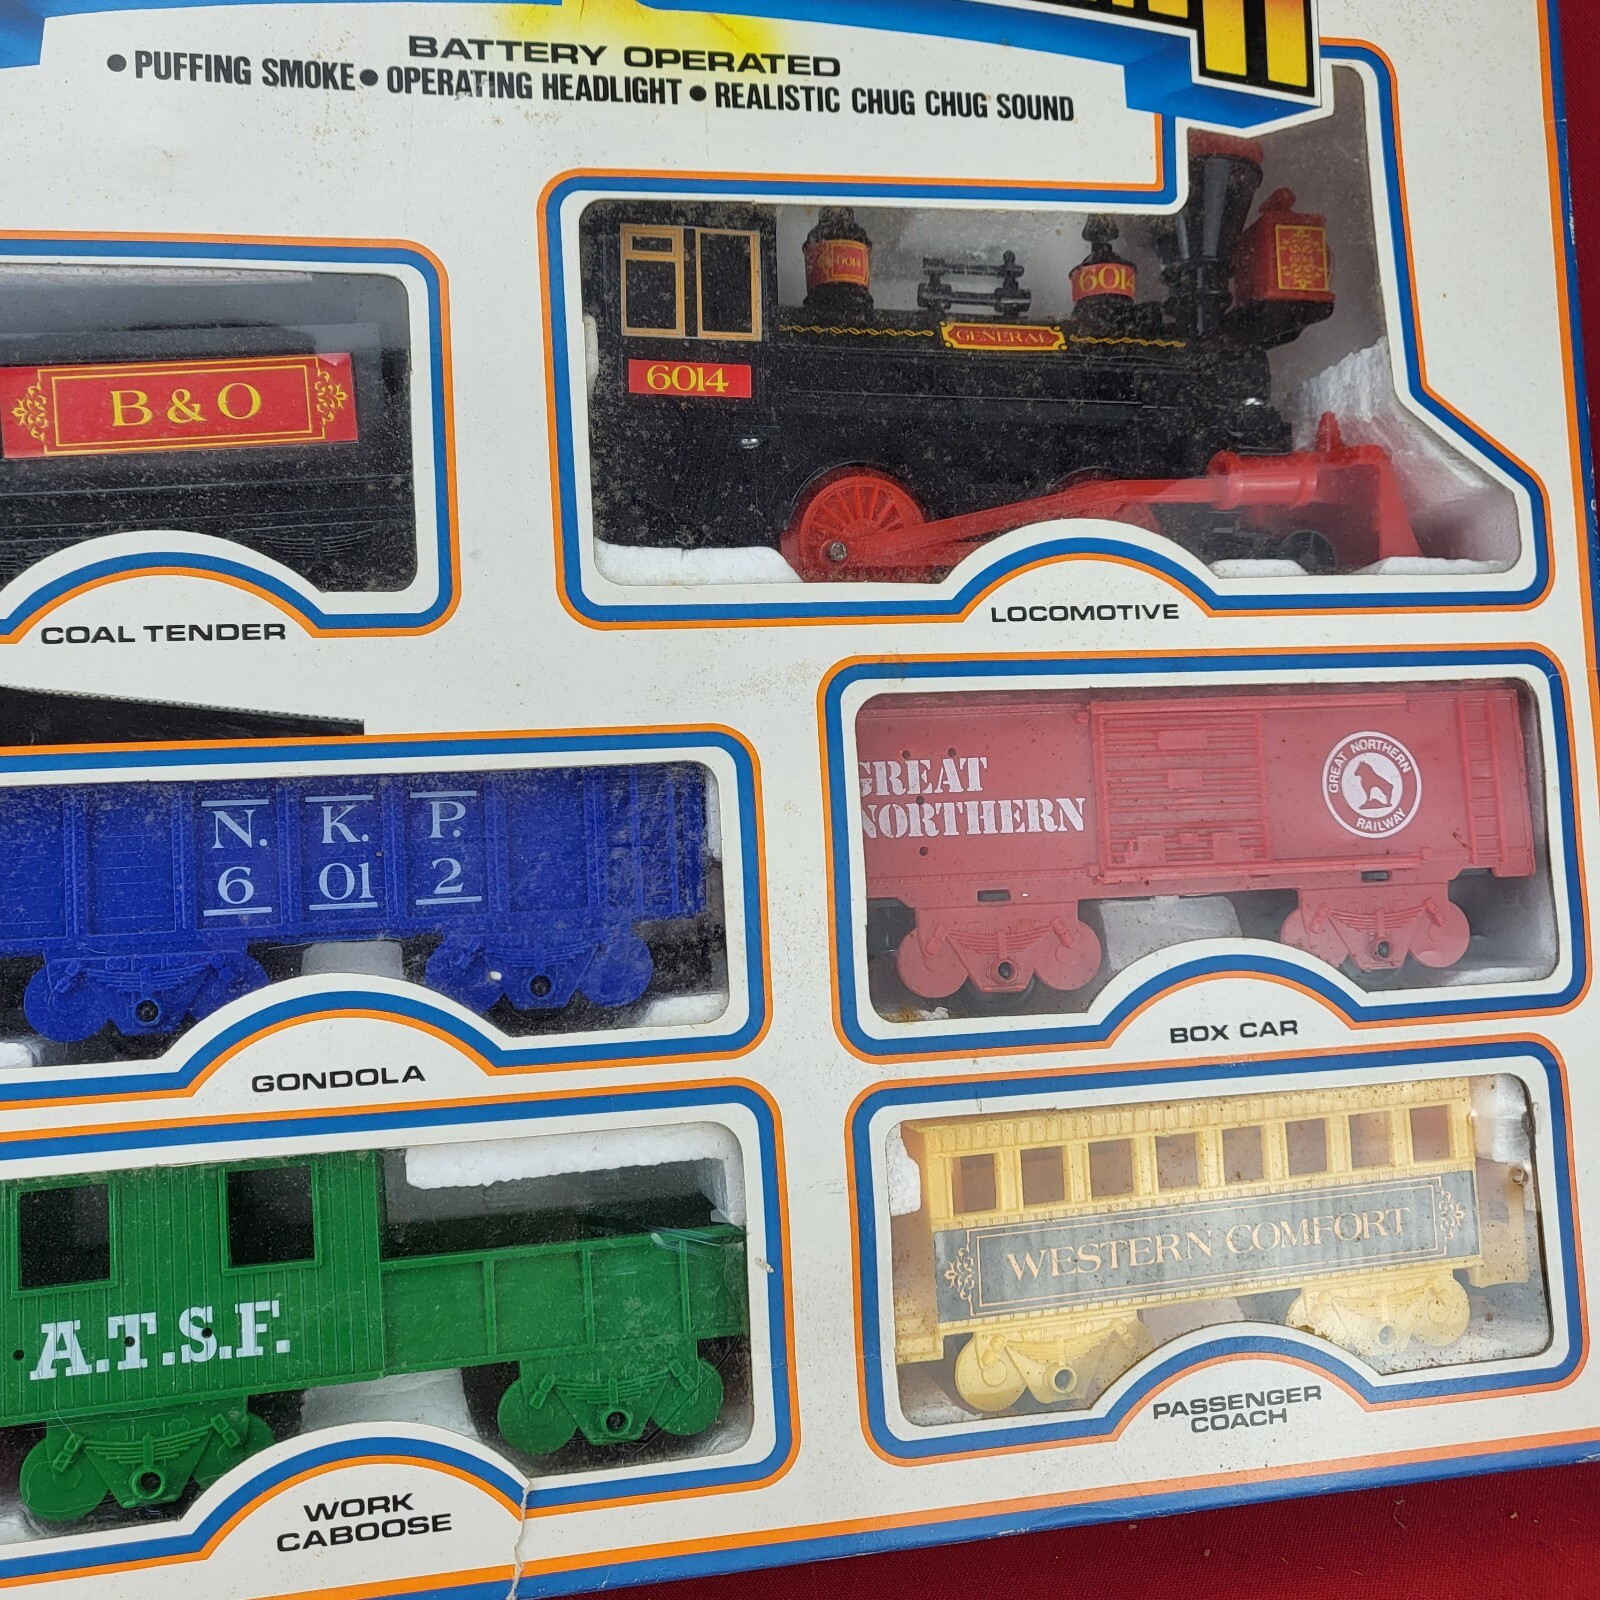 BATTERY OPERATED
• PUFFING SMOKE • OPERATING HEADLIGHT • REALISTIC CHUG CHUG SOUND
6014
6014
6014
GENERAL
6014
B & O
COAL TENDER
LOCOMOTIVE
N. K. P.
6 01 2
GONDOLA
GREAT
NORTHERN
GREAT NORTHERN
RAILWAY
BOX CAR
A.T.S.F.
WORK
CABOOSE
WESTERN COMFORT
PASSENGER
COACH